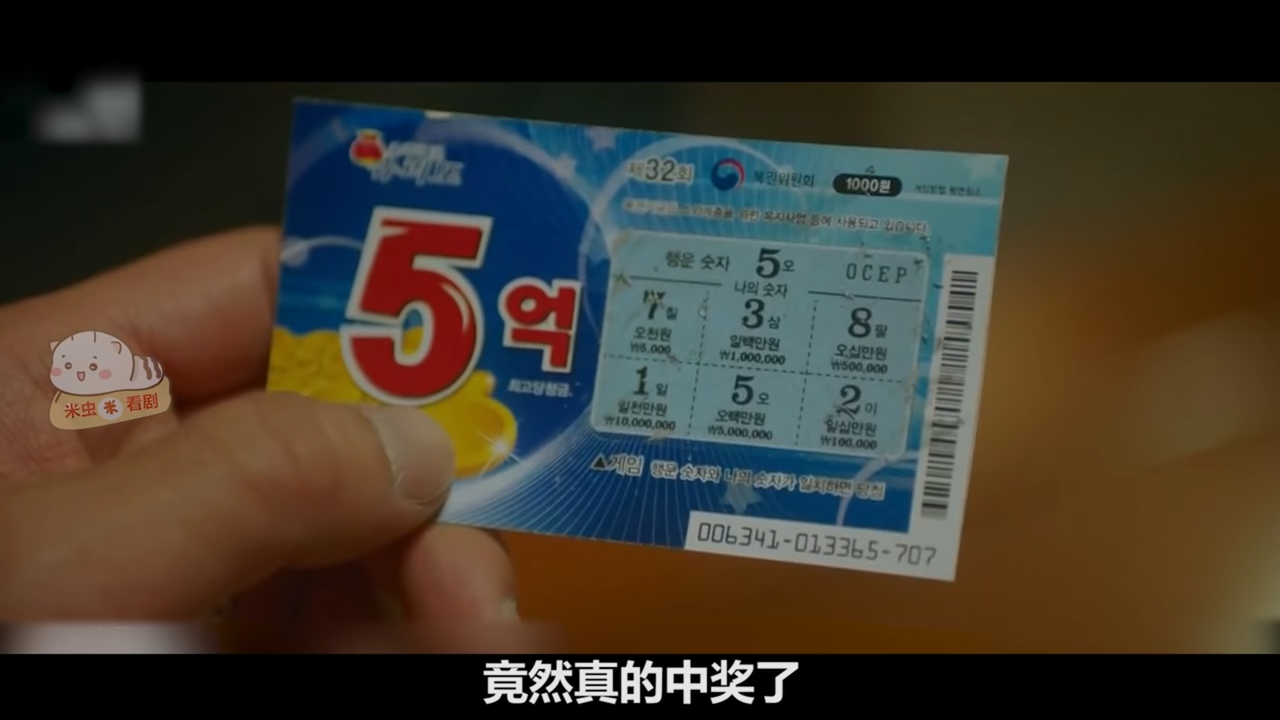 제32회 복권위원회 1000원
행운 숫자 5 오 OCEP
나의 숫자
7 칠 3 삼 8 팔
오천원 일백만원 오십만원
₩5,000 ₩1,000,000 ₩500,000
1 일 5 오 2 이
일천만원 오백만원 일십만원
₩10,000,000 ₩5,000,000 ₩100,000
5억
최고당첨금
▲게임 행운 숫자와 나의 숫자가 일치하면 당첨
006341-013365-707
米虫 米 看剧
竟然真的中奖了